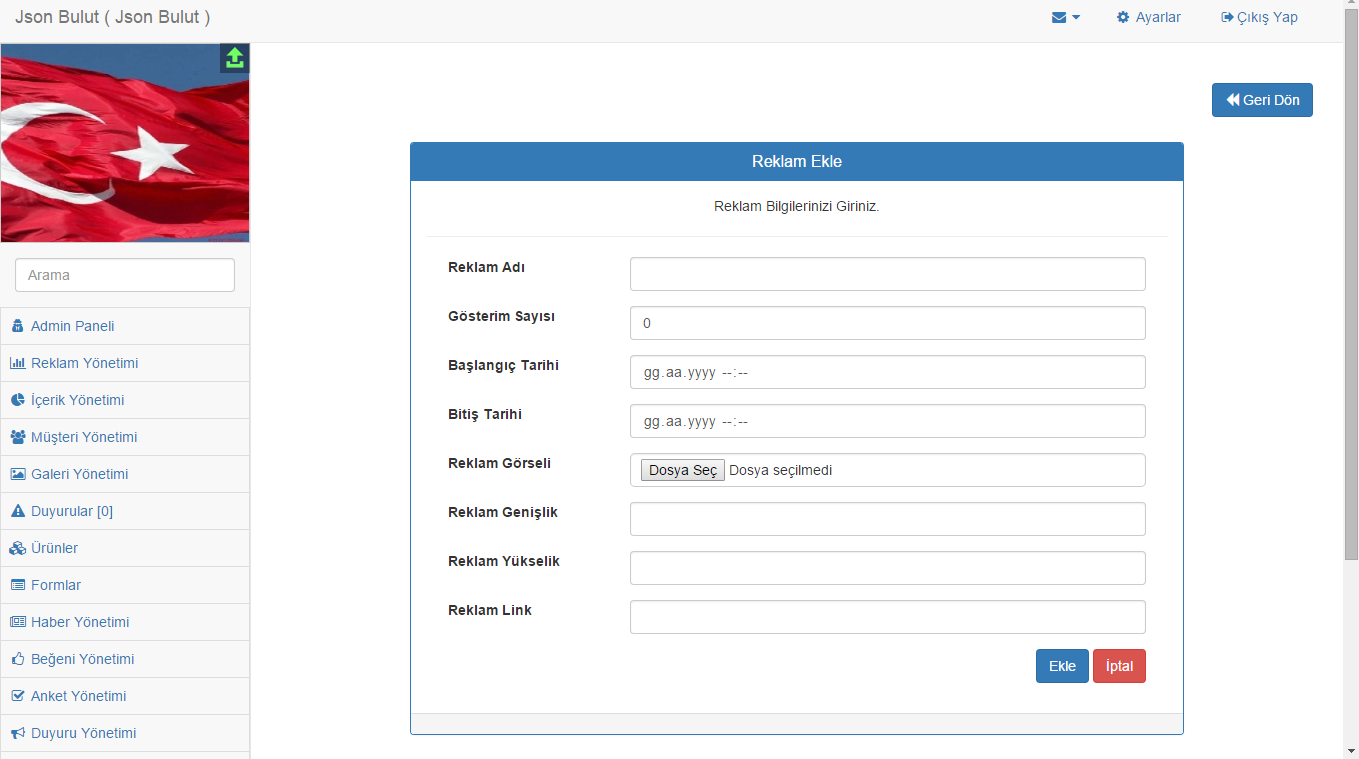 Json Bulut ( Json Bulut )
Ayarlar
Çıkış Yap
Geri Dön
Arama
Admin Paneli
Reklam Yönetimi
İçerik Yönetimi
Müşteri Yönetimi
Galeri Yönetimi
Duyurular [0]
Ürünler
Formlar
Haber Yönetimi
Beğeni Yönetimi
Anket Yönetimi
Duyuru Yönetimi
Reklam Ekle
Reklam Bilgilerinizi Giriniz.
Reklam Adı
Gösterim Sayısı
0
Başlangıç Tarihi
gg.aa.yyyy --:--
Bitiş Tarihi
gg.aa.yyyy --:--
Reklam Görseli
Dosya Seç Dosya seçilmedi
Reklam Genişlik
Reklam Yükselik
Reklam Link
Ekle İptal